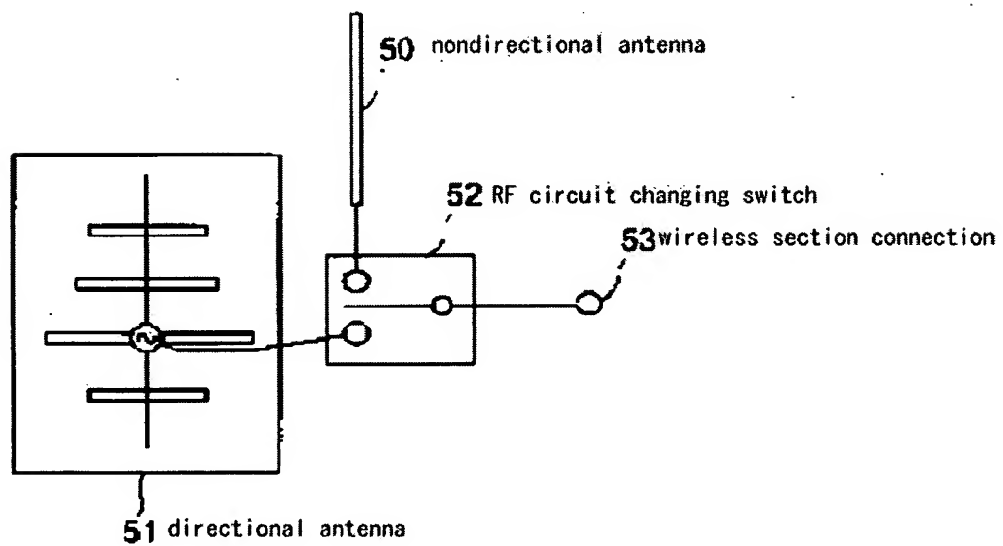 50 nondirectional antenna
52 RF circuit changing switch
53 wireless section connection
51 directional antenna